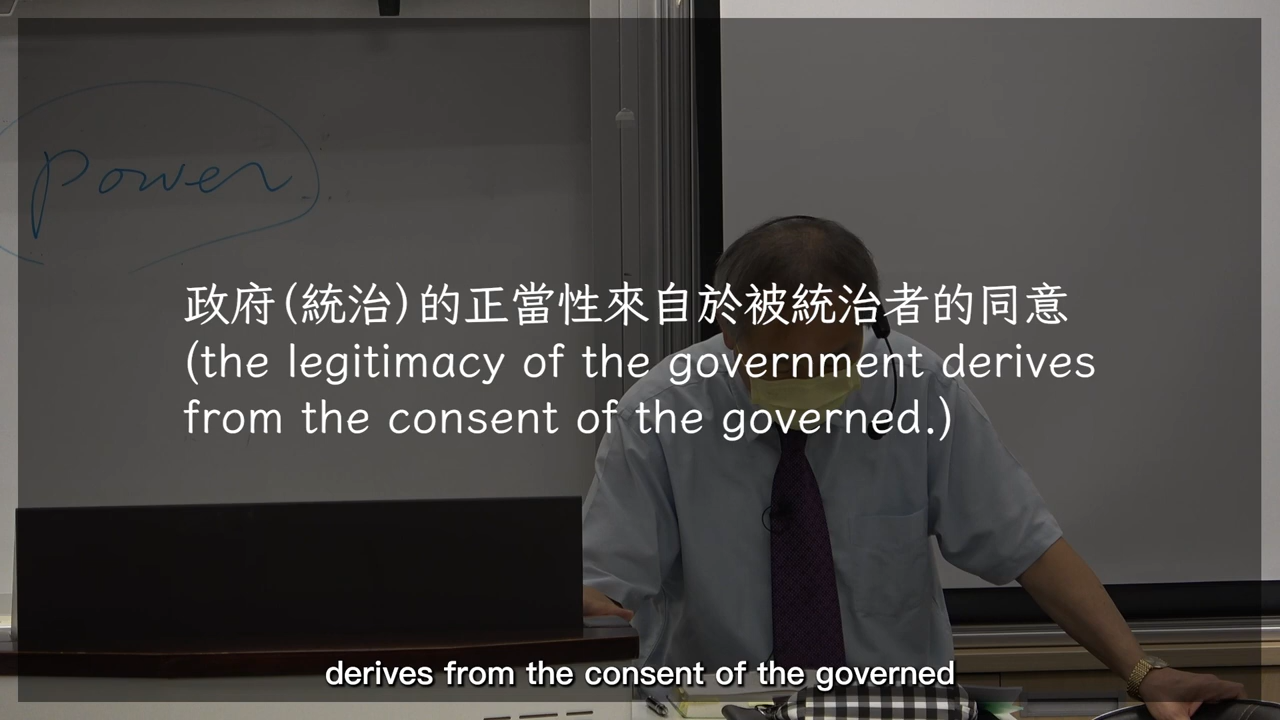 power
政府(統治)的正當性來自於被統治者的同意
(the legitimacy of the government derives
from the consent of the governed.)
derives from the consent of the governed